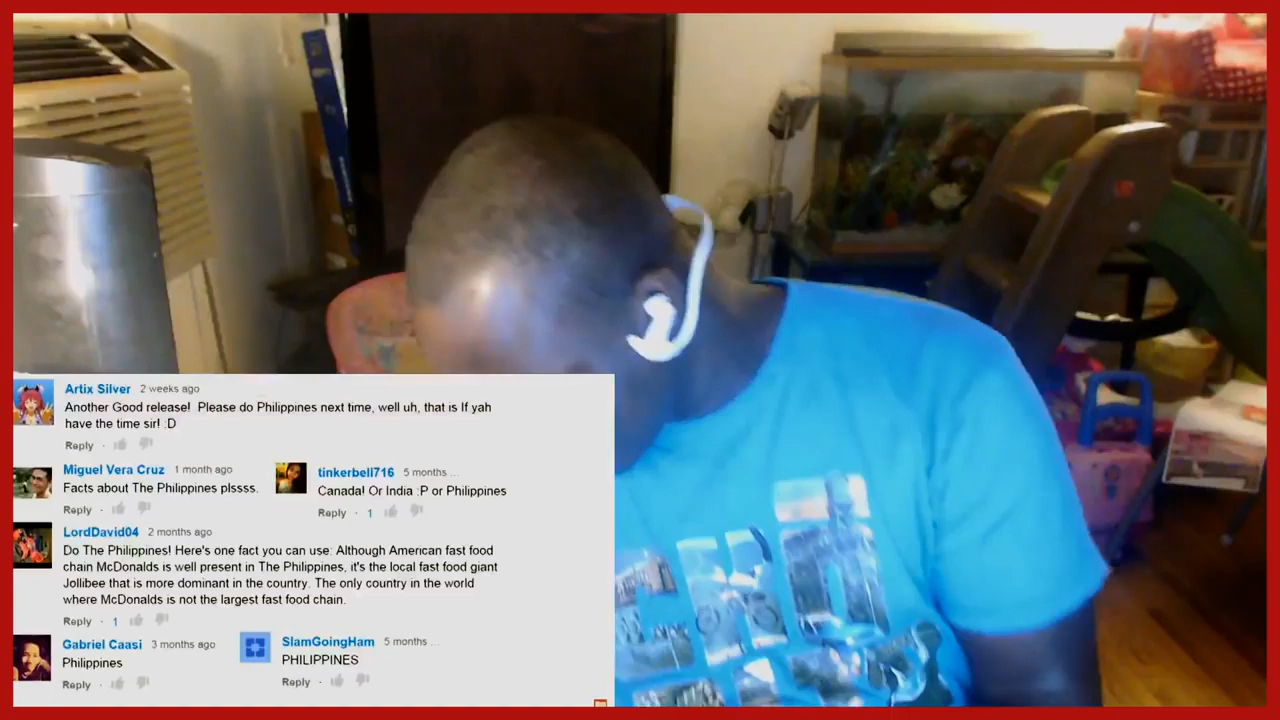 Artix Silver 2 weeks ago
Another Good release! Please do Philippines next time, well uh, that is If yah
have the time sir! :D
Reply ·
Miguel Vera Cruz 1 month ago
Facts about The Philippines plssss.
Reply ·
tinkerbell716 5 months ...
Canada! Or India :P or Philippines
Reply · 1
LordDavid04 2 months ago
Do The Philippines! Here's one fact you can use: Although American fast food
chain McDonalds is well present in The Philippines, it's the local fast food giant
Jollibee that is more dominant in the country. The only country in the world
where McDonalds is not the largest fast food chain.
Reply · 1
Gabriel Caasi 3 months ago
Philippines
Reply ·
SlamGoingHam 5 months ...
PHILIPPINES
Reply ·